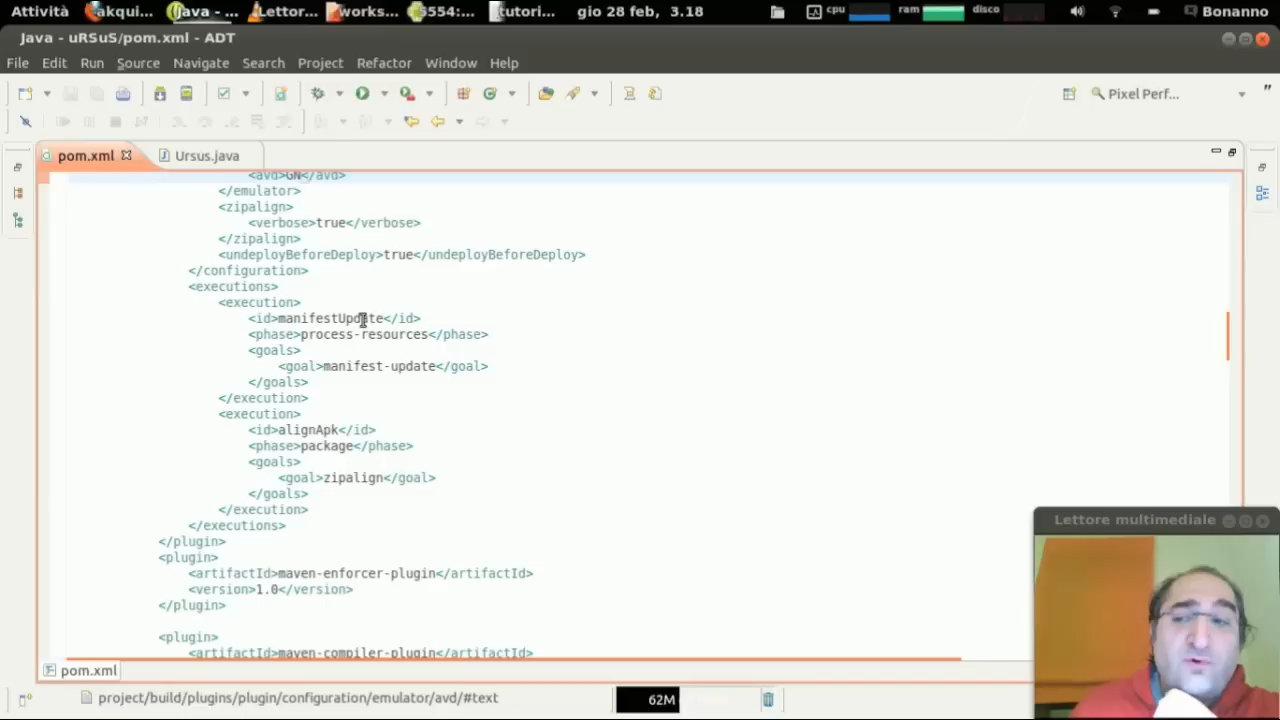 Attività
akqui...
Java - ...
Lettor...
works...
5554:...
tutori...
gio 28 feb, 3.18
cpu
ram
disco
Bonanno
Java - uRSuS/pom.xml - ADT
File Edit Run Source Navigate Search Project Refactor Window Help
Pixel Perf...
"
pom.xml
Ursus.java
<avd>GN</avd>
</emulator>
<zipalign>
<verbose>true</verbose>
</zipalign>
<undeployBeforeDeploy>true</undeployBeforeDeploy>
</configuration>
<executions>
<execution>
<id>manifestUpdate</id>
<phase>process-resources</phase>
<goals>
<goal>manifest-update</goal>
</goals>
</execution>
<execution>
<id>alignApk</id>
<phase>package</phase>
<goals>
<goal>zipalign</goal>
</goals>
</execution>
</executions>
</plugin>
<plugin>
<artifactId>maven-enforcer-plugin</artifactId>
<version>1.0</version>
</plugin>
<plugin>
<artifactId>maven-compiler-plugin</artifactId>
Lettore multimediale
pom.xml
project/build/plugins/plugin/configuration/emulator/avd/#text
62M